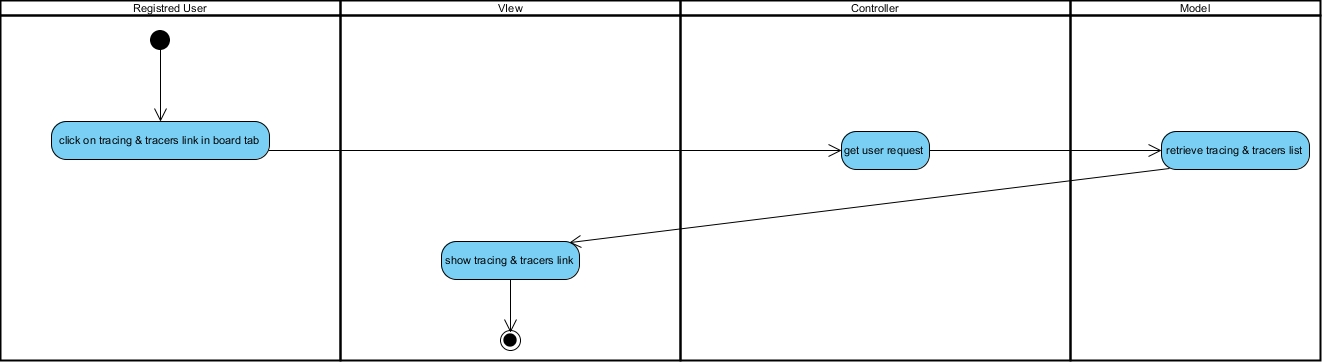 Registred User
VIew
Controller
Model
click on tracing & tracers link in board tab
get user request
retrieve tracing & tracers list
show tracing & tracers link